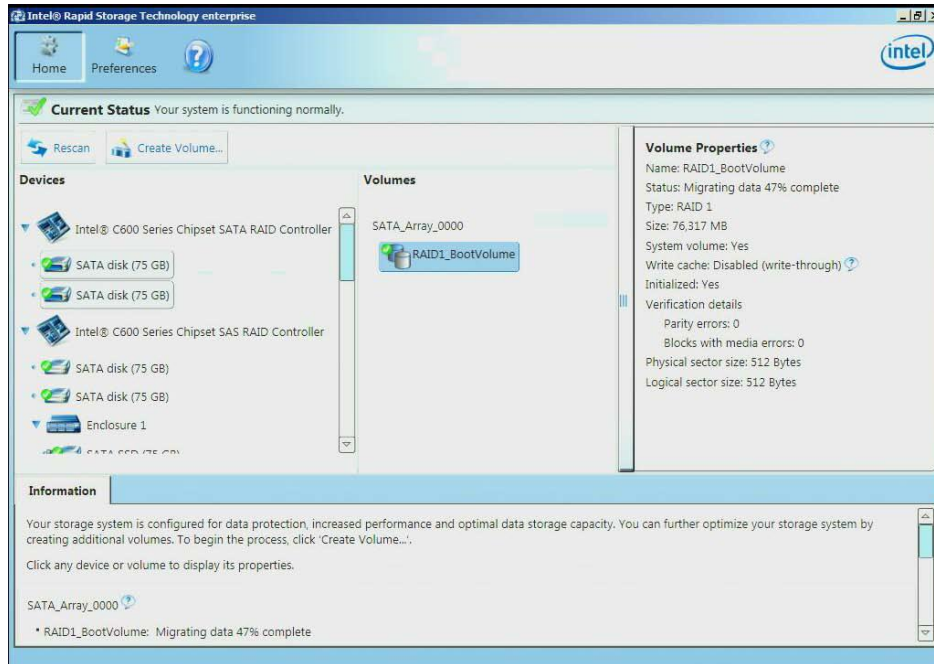 Intel® Rapid Storage Technology enterprise
Home
Preferences
?
intel
Current Status Your system is functioning normally.
Rescan
Create Volume...
Devices
Intel® C600 Series Chipset SATA RAID Controller
SATA disk (75 GB)
SATA disk (75 GB)
Intel® C600 Series Chipset SAS RAID Controller
SATA disk (75 GB)
SATA disk (75 GB)
Enclosure 1
SATA SSD (75 GB)
Volumes
SATA_Array_0000
RAID1_BootVolume
Volume Properties ?
Name: RAID1_BootVolume
Status: Migrating data 47% complete
Type: RAID 1
Size: 76,317 MB
System volume: Yes
Write cache: Disabled (write-through) ?
Initialized: Yes
Verification details
Parity errors: 0
Blocks with media errors: 0
Physical sector size: 512 Bytes
Logical sector size: 512 Bytes
Information
Your storage system is configured for data protection, increased performance and optimal data storage capacity. You can further optimize your storage system by
creating additional volumes. To begin the process, click 'Create Volume...'.
Click any device or volume to display its properties.
SATA_Array_0000 ?
• RAID1_BootVolume: Migrating data 47% complete